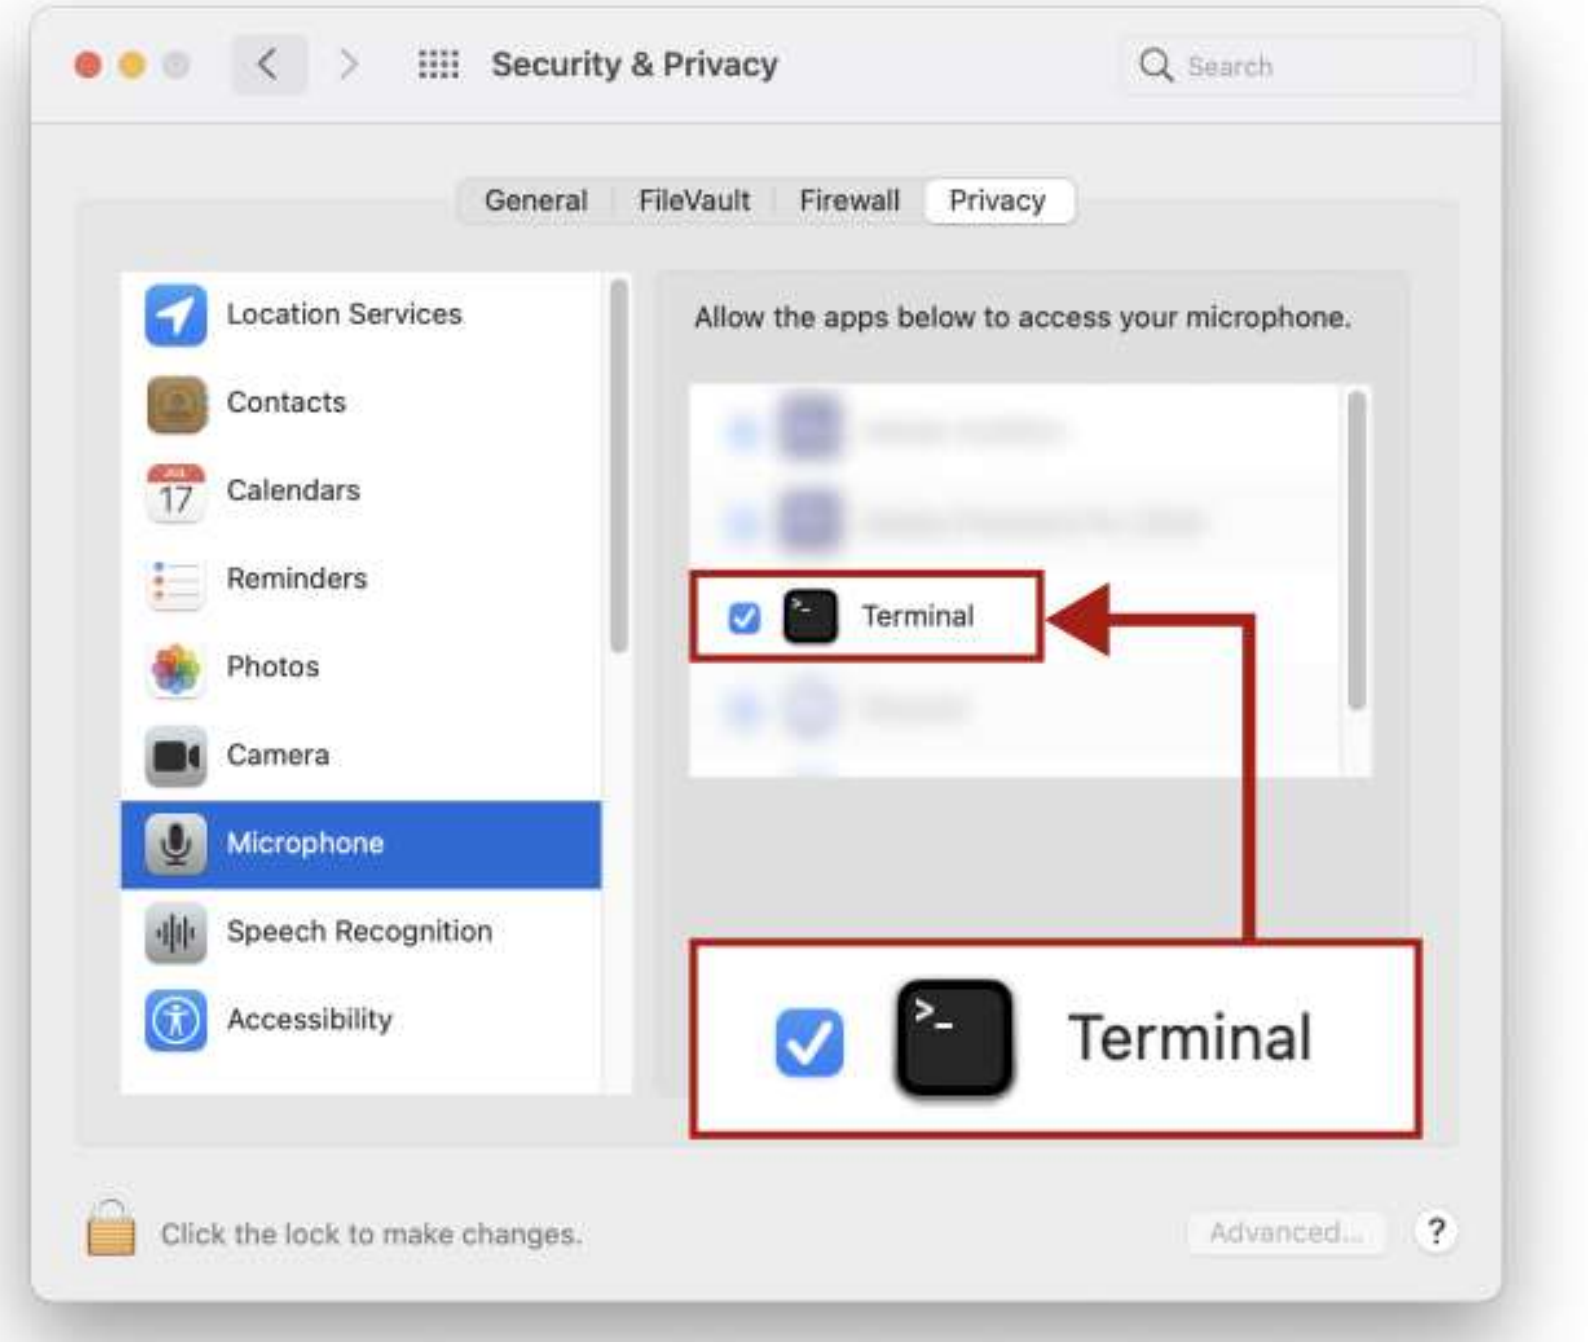 Security & Privacy
Search
General FileVault Firewall Privacy
Location Services
Contacts
JUL
17
Calendars
Reminders
Photos
Camera
Microphone
Speech Recognition
Accessibility
Allow the apps below to access your microphone.
>_ Terminal
>_ Terminal
Click the lock to make changes.
Advanced... ?